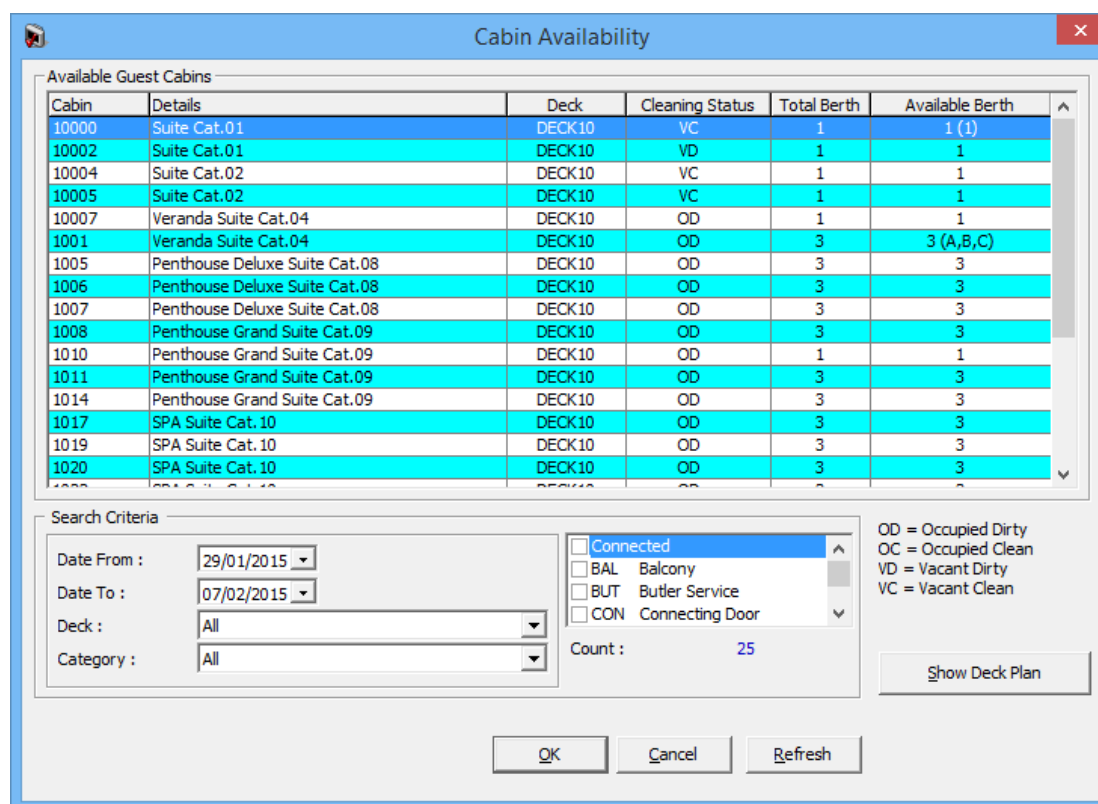 Cabin Availability
Available Guest Cabins
Cabin Details Deck Cleaning Status Total Berth Available Berth
10000 Suite Cat.01 DECK10 VC 1 1 (1)
10002 Suite Cat.01 DECK10 VD 1 1
10004 Suite Cat.02 DECK10 VC 1 1
10005 Suite Cat.02 DECK10 VC 1 1
10007 Veranda Suite Cat.04 DECK10 OD 1 1
1001 Veranda Suite Cat.04 DECK10 OD 3 3 (A,B,C)
1005 Penthouse Deluxe Suite Cat.08 DECK10 OD 3 3
1006 Penthouse Deluxe Suite Cat.08 DECK10 OD 3 3
1007 Penthouse Deluxe Suite Cat.08 DECK10 OD 3 3
1008 Penthouse Grand Suite Cat.09 DECK10 OD 3 3
1010 Penthouse Grand Suite Cat.09 DECK10 OD 1 1
1011 Penthouse Grand Suite Cat.09 DECK10 OD 3 3
1014 Penthouse Grand Suite Cat.09 DECK10 OD 3 3
1017 SPA Suite Cat.10 DECK10 OD 3 3
1019 SPA Suite Cat.10 DECK10 OD 3 3
1020 SPA Suite Cat.10 DECK10 OD 3 3
Search Criteria
Date From : 29/01/2015
Date To : 07/02/2015
Deck : All
Category : All
Connected
BAL Balcony
BUT Butler Service
CON Connecting Door
Count : 25
OD = Occupied Dirty
OC = Occupied Clean
VD = Vacant Dirty
VC = Vacant Clean
Show Deck Plan
OK Cancel Refresh